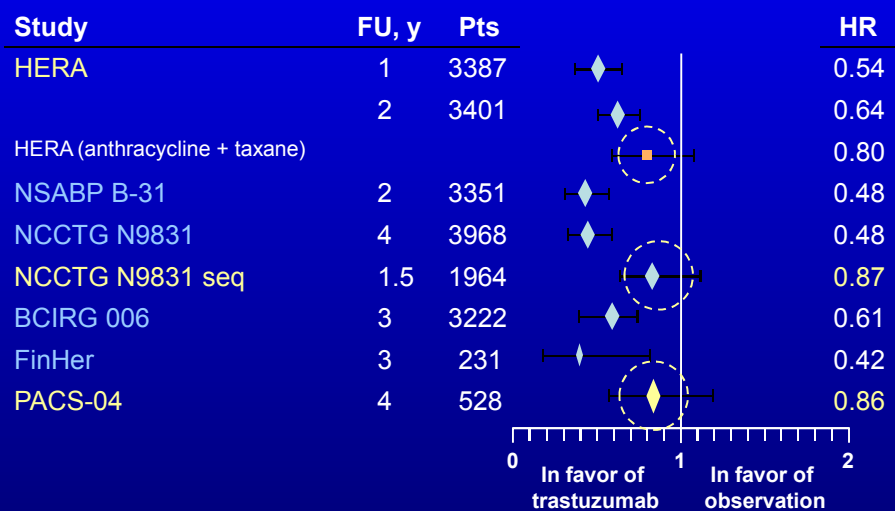 Study FU, y Pts HR
HERA 1 3387 0.54
2 3401 0.64
HERA (anthracycline + taxane) 0.80
NSABP B-31 2 3351 0.48
NCCTG N9831 4 3968 0.48
NCCTG N9831 seq 1.5 1964 0.87
BCIRG 006 3 3222 0.61
FinHer 3 231 0.42
PACS-04 4 528 0.86
0 1 2
In favor of In favor of
trastuzumab observation